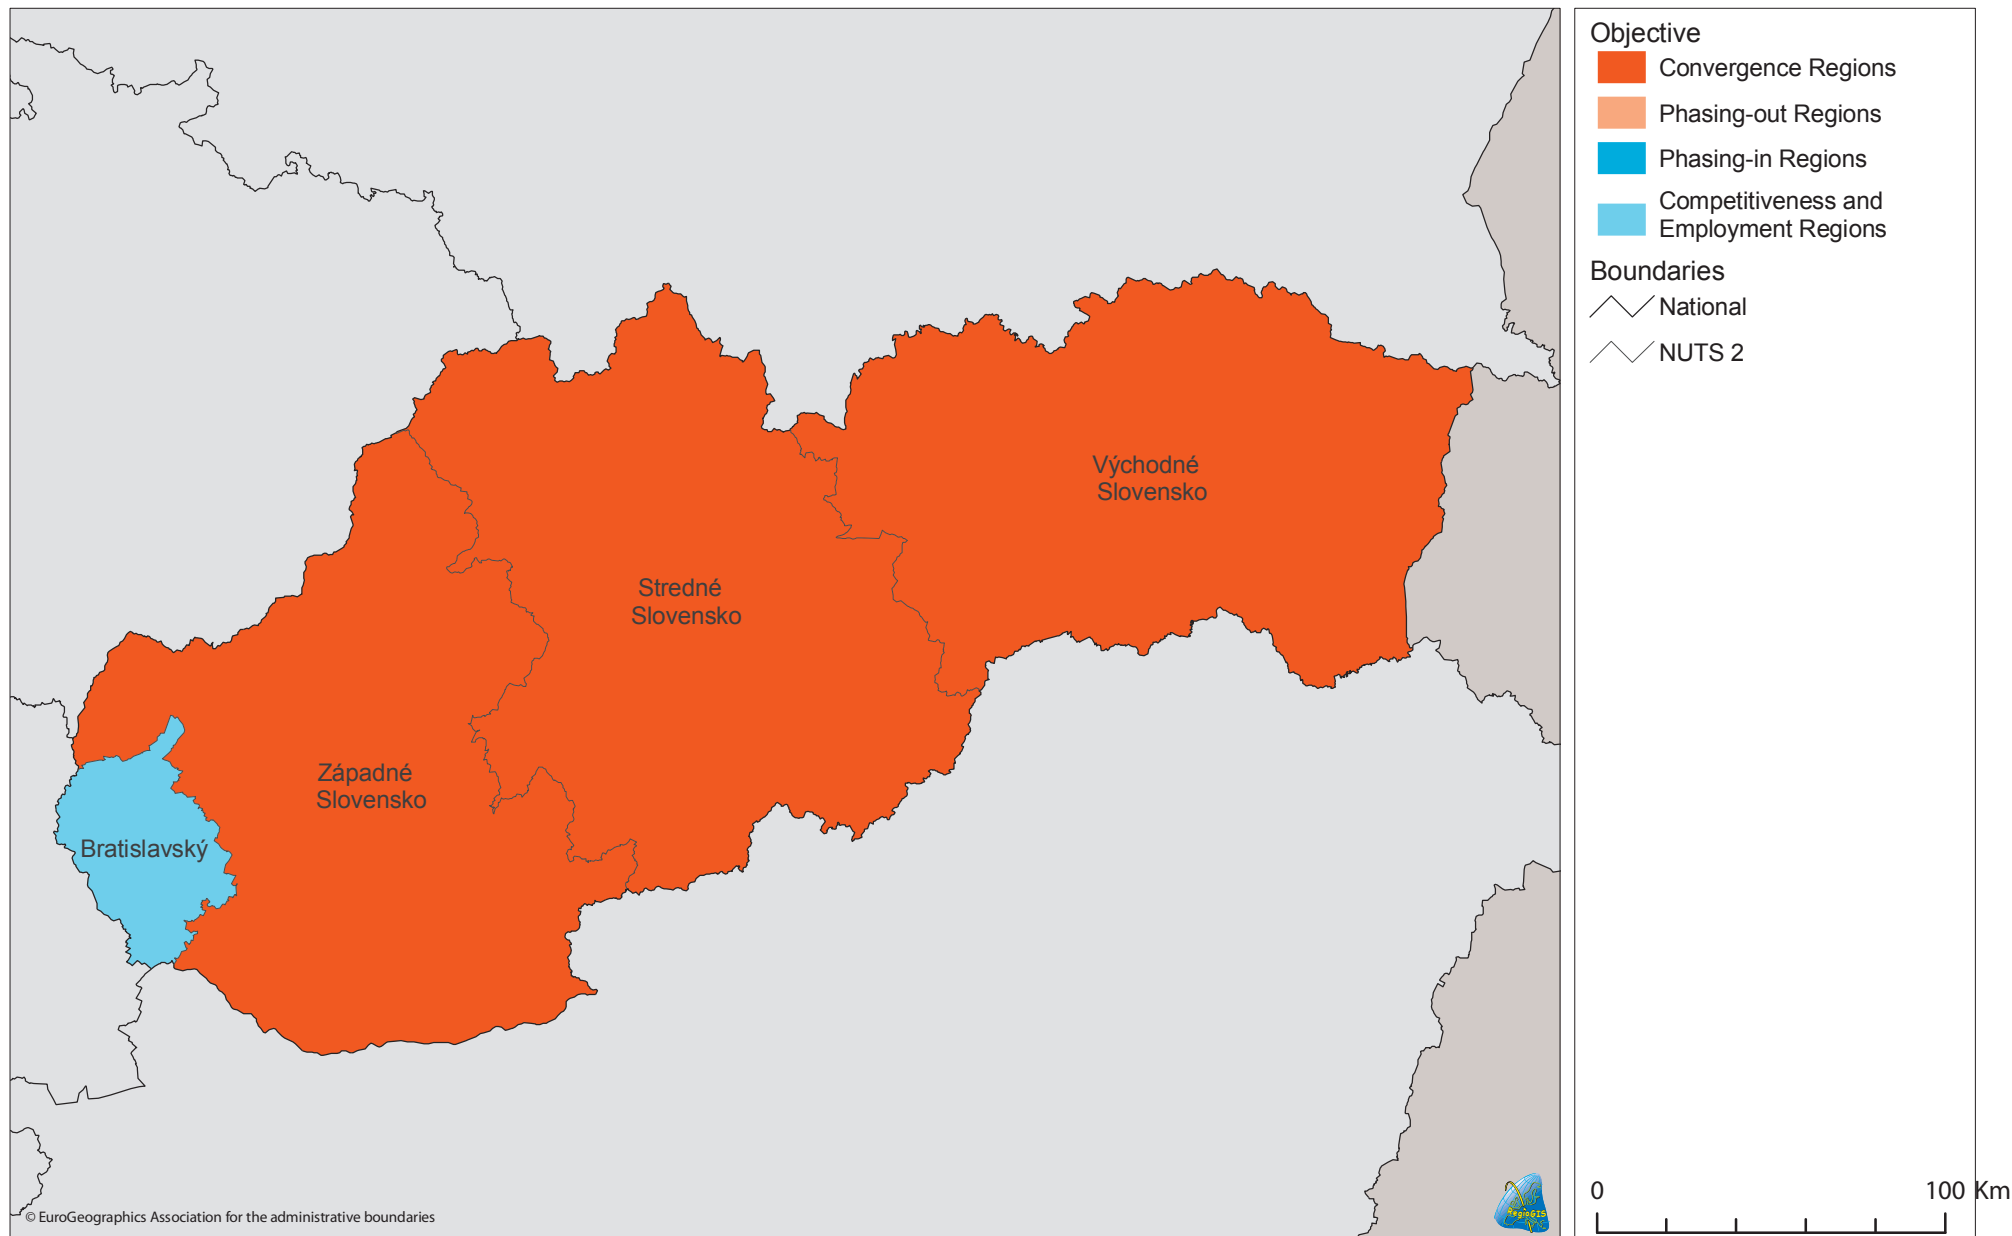 Objective
Convergence Regions
Phasing-out Regions
Phasing-in Regions
Competitiveness and
Employment Regions
Boundaries
National
NUTS 2
Východné
Slovensko
Stredné
Slovensko
Západné
Slovensko
Bratislavský
© EuroGeographics Association for the administrative boundaries
RegioGIS
0 100 Km